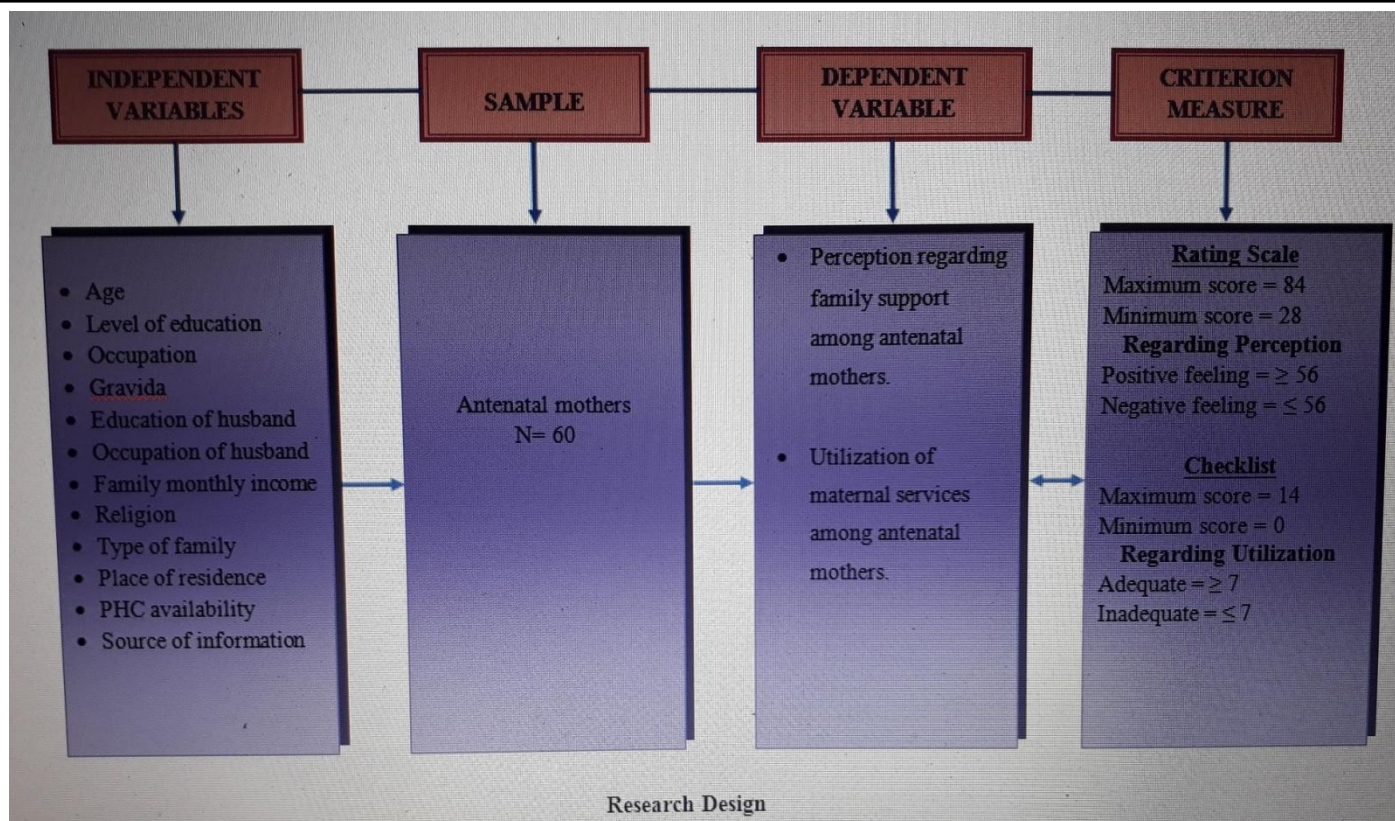 INDEPENDENT
VARIABLES
SAMPLE
DEPENDENT
VARIABLE
CRITERION
MEASURE
• Age
• Level of education
• Occupation
• Gravida
• Education of husband
• Occupation of husband
• Family monthly income
• Religion
• Type of family
• Place of residence
• PHC availability
• Source of information
Antenatal mothers
N= 60
• Perception regarding
family support
among antenatal
mothers.
• Utilization of
maternal services
among antenatal
mothers.
Rating Scale
Maximum score = 84
Minimum score = 28
Regarding Perception
Positive feeling = ≥ 56
Negative feeling = ≤ 56
Checklist
Maximum score = 14
Minimum score = 0
Regarding Utilization
Adequate = ≥ 7
Inadequate = ≤ 7
Research Design